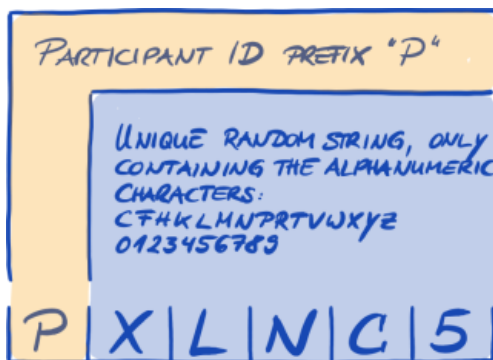 PARTICIPANT ID PREFIX "P"
UNIQUE RANDOM STRING, ONLY
CONTAINING THE ALPHANUMERIC
CHARACTERS:
CFHKLMNPRTVWXYZ
0123456789
P X L N C 5